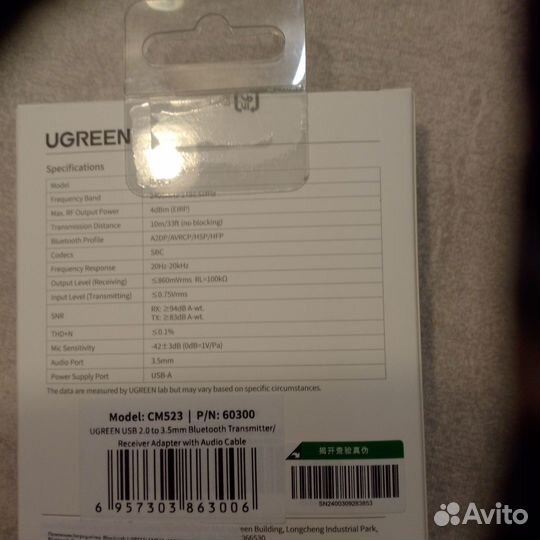 UGREEN
Specifications
Model
Frequency Band
Max. RF Output Power 4dBm (EIRP)
Transmission Distance 10m/33ft (no blocking)
Bluetooth Profile A2DP/AVRCP/HSP/HFP
Codecs SBC
Frequency Response 20Hz-20kHz
Output Level (Receiving) ≤860mVrms RL=100kΩ
Input Level (Transmitting) ≤0.75Vrms
SNR RX: ≥94dB A-wt.
TX: ≥83dB A-wt.
THD+N ≤0.1%
Mic Sensitivity -42±3dB (0dB=1V/Pa)
Audio Port 3.5mm
Power Supply Port USB-A
The data are measured by UGREEN lab but may vary based on specific circumstances.
Model: CM523 | P/N: 60300
UGREEN USB 2.0 to 3.5mm Bluetooth Transmitter/
Receiver Adapter with Audio Cable
6 957303 863006
揭开查验真伪
SN2400309283853
Building, Longcheng Industrial Park,
Avito